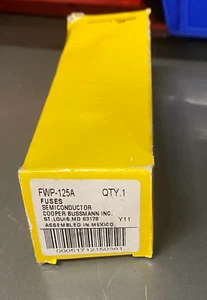 FWP-125A QTY.1
FUSES
SEMICONDUCTOR
COOPER BUSSMANN INC.
ST. LOUIS, MO 63178 Y11
ASSEMBLED IN MEXICO